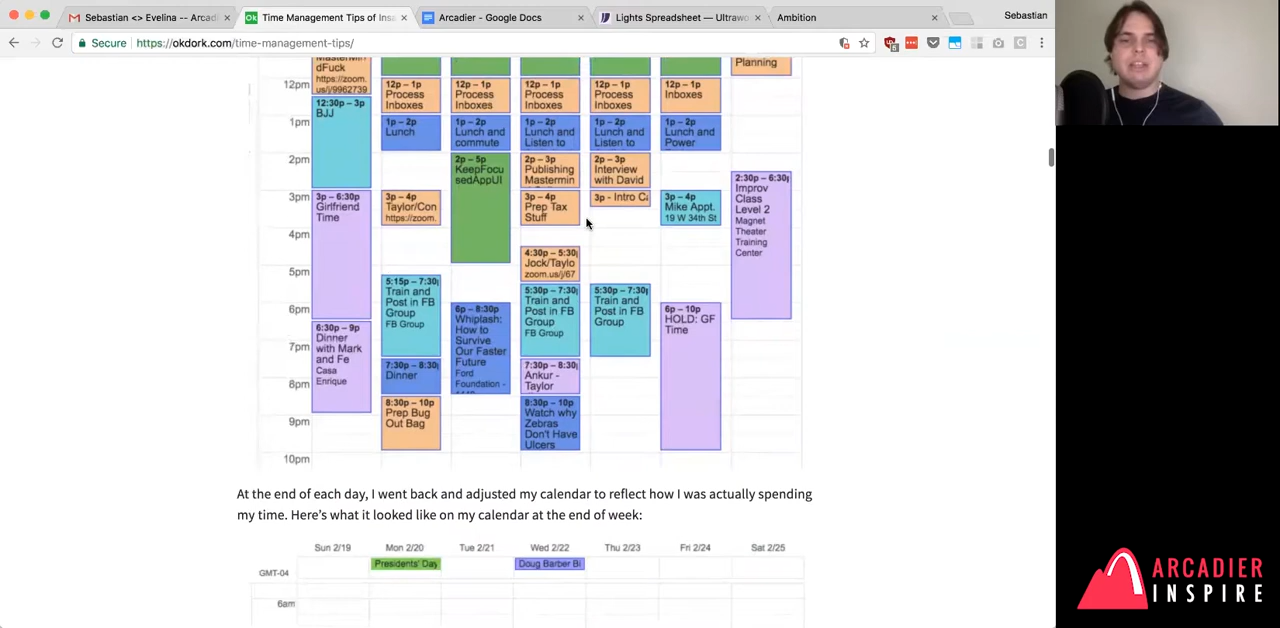 Sebastian <> Evelina -- Arcadi
Time Management Tips of Ins
Arcadier - Google Docs
Lights Spreadsheet — Ultrawo
Ambition
Sebastian
Secure
https://okdork.com/time-management-tips/
dFuck
https://zoom.
us/j/9962739
Planning
12pm
12p – 1p
Process
Inboxes
12p – 1p
Process
Inboxes
12p – 1p
Process
Inboxes
12p – 1p
Process
Inboxes
12p – 1p
Inboxes
12:30p – 3p
BJJ
1pm
1p – 2p
Lunch
1p – 2p
Lunch and
commute
1p – 2p
Lunch and
Listen to
1p – 2p
Lunch and
Listen to
1p – 2p
Lunch and
Power
2pm
2p – 5p
KeepFocu
sedAppUI
2p – 3p
Publishing
Mastermin
2p – 3p
Interview
with David
2:30p – 6:30p
Improv
Class
Level 2
Magnet
Theater
Training
Center
3pm
3p – 6:30p
Girlfriend
Time
3p – 4p
Taylor/Con
https://zoom.
3p – 4p
Prep Tax
Stuff
3p - Intro Ca
3p – 4p
Mike Appt.
19 W 34th St
4pm
4:30p – 5:30p
Jock/Taylo
zoom.us/j/67
5pm
5:15p – 7:30p
Train and
Post in FB
Group
FB Group
5:30p – 7:30p
Train and
Post in FB
Group
FB Group
5:30p – 7:30p
Train and
Post in FB
Group
6pm
6p – 8:30p
Whiplash:
How to
Survive
Our Faster
Future
Ford
Foundation -
6p – 10p
HOLD: GF
Time
6:30p – 9p
Dinner
with Mark
and Fe
Casa
Enrique
7pm
7:30p – 8:30p
Dinner
7:30p – 8:30p
Ankur -
Taylor
8pm
8:30p – 10p
Prep Bug
Out Bag
8:30p – 10p
Watch why
Zebras
Don't Have
Ulcers
9pm
10pm
At the end of each day, I went back and adjusted my calendar to reflect how I was actually spending
my time. Here's what it looked like on my calendar at the end of week:
Sun 2/19 Mon 2/20 Tue 2/21 Wed 2/22 Thu 2/23 Fri 2/24 Sat 2/25
Presidents' Day
Doug Barber Bi
GMT-04
6am
ARCADIER
INSPIRE